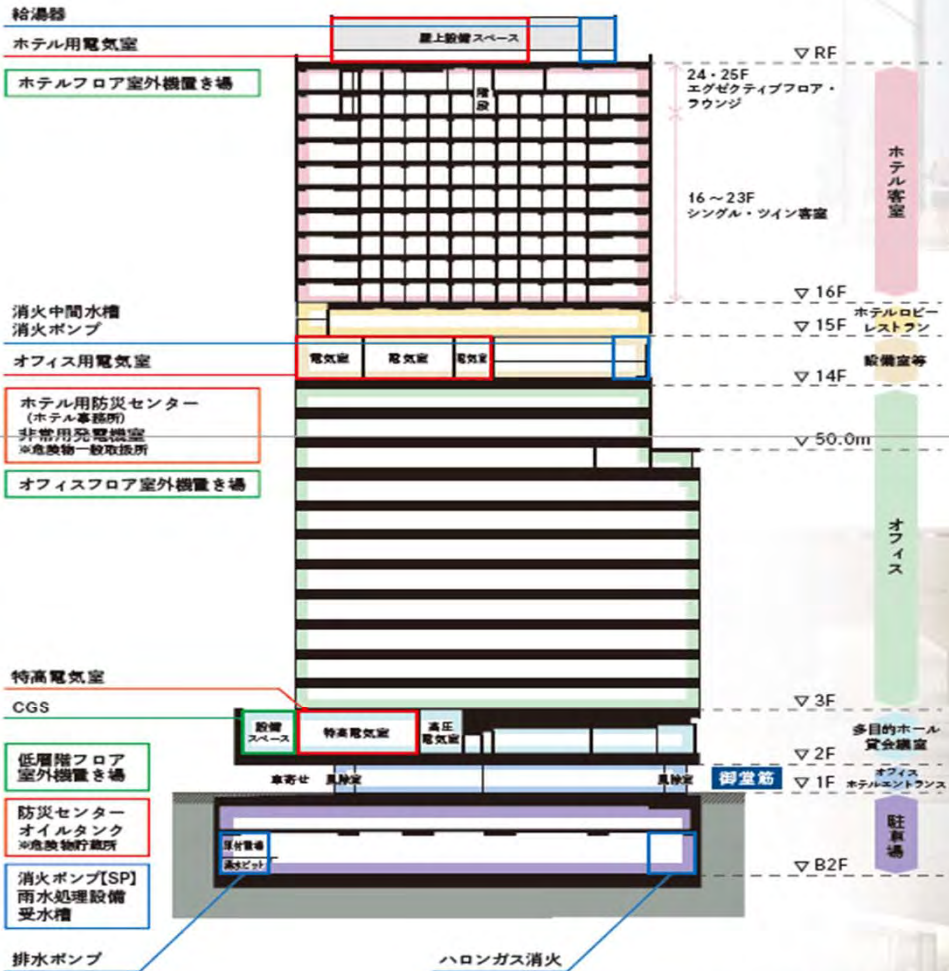 給湯器
ホテル用電気室
ホテルフロア室外機置き場
消火中間水槽
消火ポンプ
オフィス用電気室
ホテル用防災センター
(ホテル事務所)
非常用発電機室
※危険物一般取扱所
オフィスフロア室外機置き場
特高電気室
CGS
低層階フロア
室外機置き場
防災センター
オイルタンク
※危険物貯蔵所
消火ポンプ【SP】
雨水処理設備
受水槽
排水ポンプ
屋上設備スペース
階段
電気室
電気室
電気室
設備
スペース
特高電気室
高圧
電気室
車寄せ
風除室
風除室
御堂筋
原付置場
湧水ピット
ハロンガス消火
▽RF
24・25F
エグゼクティブフロア・
ラウンジ
16～23F
シングル・ツイン客室
▽16F
▽15F
▽14F
▽50.0m
▽3F
▽2F
▽1F
▽B2F
ホテル客室
ホテルロビー
レストラン
設備室等
オフィス
多目的ホール
貸会議室
オフィス
ホテルエントランス
駐車場